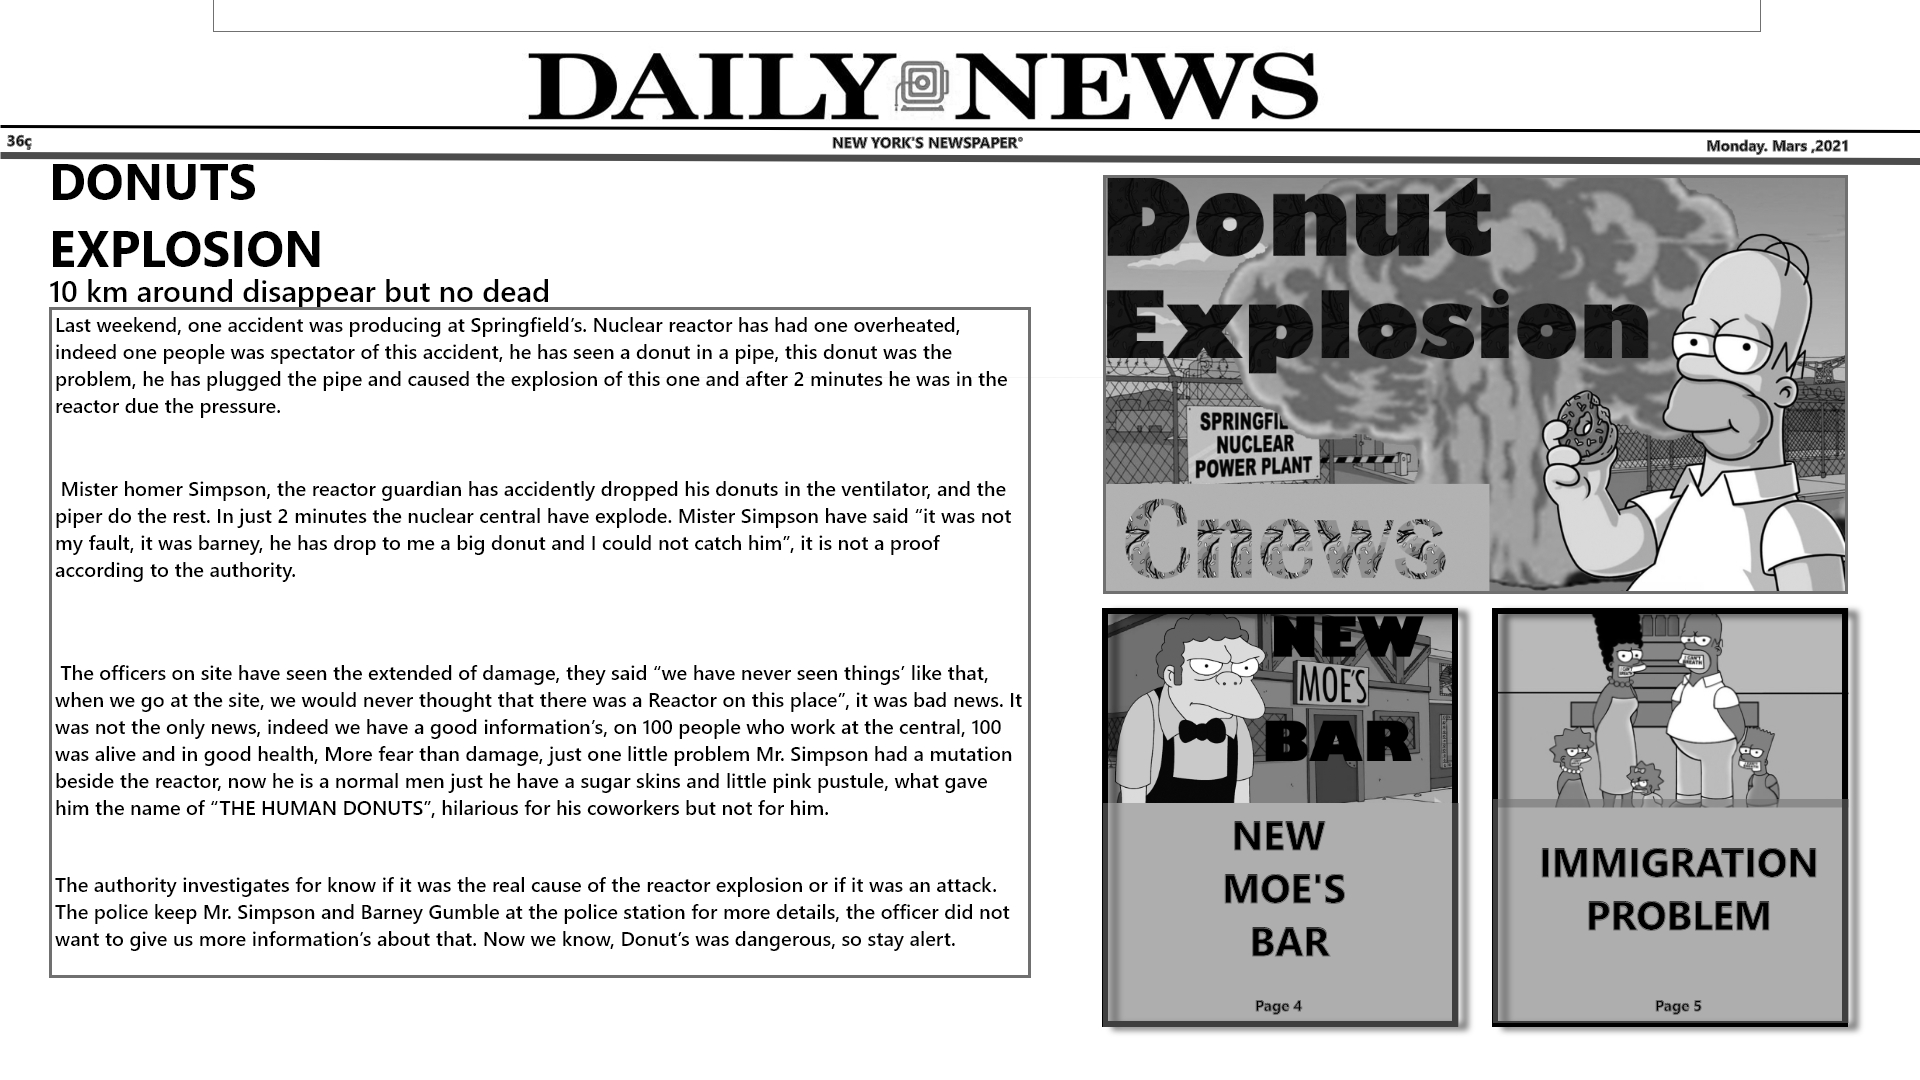 DAILY NEWS
36ç
NEW YORK'S NEWSPAPER°
Monday. Mars ,2021
DONUTS
EXPLOSION
10 km around disappear but no dead
Last weekend, one accident was producing at Springfield’s. Nuclear reactor has had one overheated,
indeed one people was spectator of this accident, he has seen a donut in a pipe, this donut was the
problem, he has plugged the pipe and caused the explosion of this one and after 2 minutes he was in the
reactor due the pressure.
Mister homer Simpson, the reactor guardian has accidently dropped his donuts in the ventilator, and the
piper do the rest. In just 2 minutes the nuclear central have explode. Mister Simpson have said “it was not
my fault, it was barney, he has drop to me a big donut and I could not catch him”, it is not a proof
according to the authority.
The officers on site have seen the extended of damage, they said “we have never seen things’ like that,
when we go at the site, we would never thought that there was a Reactor on this place”, it was bad news. It
was not the only news, indeed we have a good information’s, on 100 people who work at the central, 100
was alive and in good health, More fear than damage, just one little problem Mr. Simpson had a mutation
beside the reactor, now he is a normal men just he have a sugar skins and little pink pustule, what gave
him the name of “THE HUMAN DONUTS”, hilarious for his coworkers but not for him.
The authority investigates for know if it was the real cause of the reactor explosion or if it was an attack.
The police keep Mr. Simpson and Barney Gumble at the police station for more details, the officer did not
want to give us more information’s about that. Now we know, Donut’s was dangerous, so stay alert.
Donut
Explosion
SPRINGFIE
NUCLEAR
POWER PLANT
Cnews
NEW
MOE'S
BAR
NEW
MOE'S
BAR
Page 4
I CAN'T
BREATH
IMMIGRATION
PROBLEM
Page 5